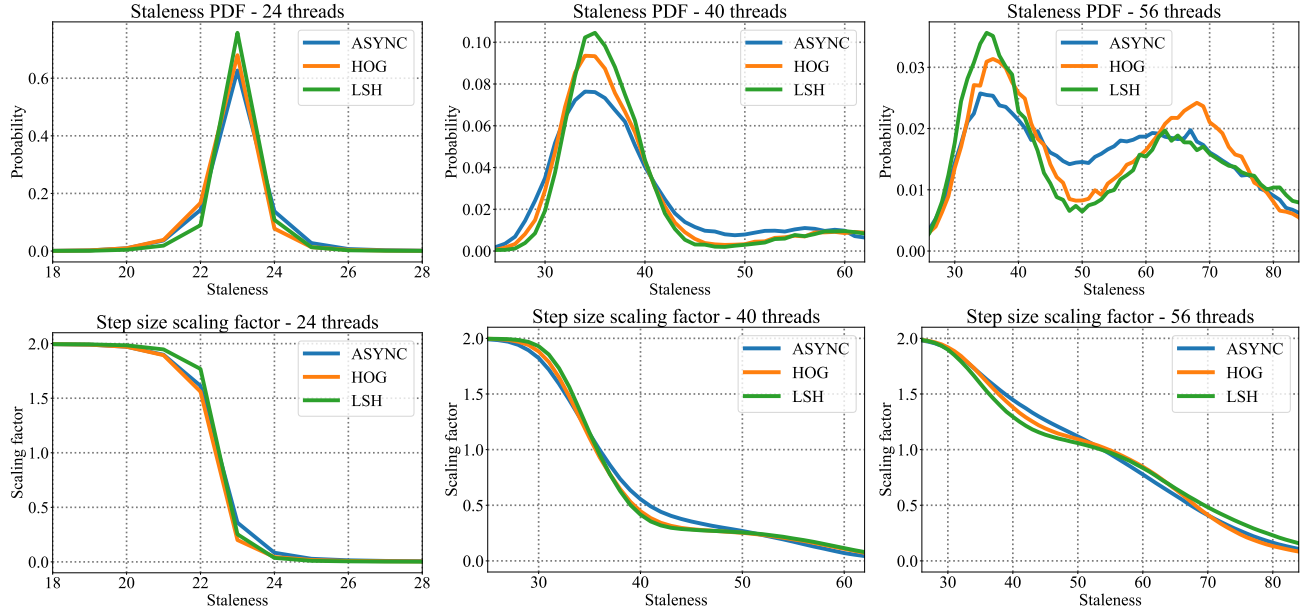 Staleness PDF - 24 threads
Probability
0.6
0.4
0.2
0.0
ASYNC
HOG
LSH
18 20 22 24 26 28
Staleness
Staleness PDF - 40 threads
Probability
0.10
0.08
0.06
0.04
0.02
0.00
ASYNC
HOG
LSH
30 40 50 60
Staleness
Staleness PDF - 56 threads
Probability
0.03
0.02
0.01
0.00
ASYNC
HOG
LSH
30 40 50 60 70 80
Staleness
Step size scaling factor - 24 threads
Scaling factor
2.0
1.5
1.0
0.5
0.0
ASYNC
HOG
LSH
18 20 22 24 26 28
Staleness
Step size scaling factor - 40 threads
Scaling factor
2.0
1.5
1.0
0.5
0.0
ASYNC
HOG
LSH
30 40 50 60
Staleness
Step size scaling factor - 56 threads
Scaling factor
2.0
1.5
1.0
0.5
0.0
ASYNC
HOG
LSH
30 40 50 60 70 80
Staleness